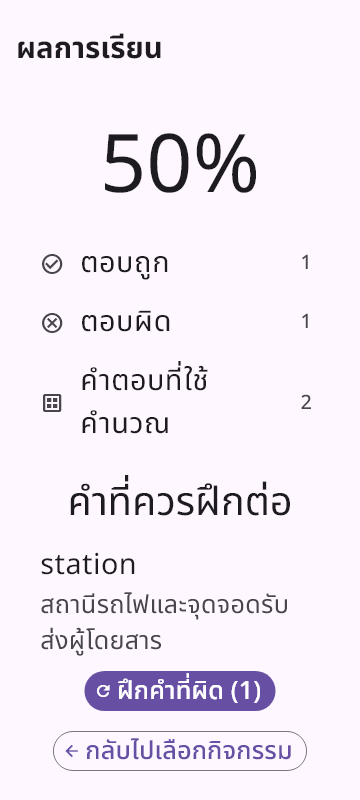 ผลการเรียน
50%
ตอบถูก 1
ตอบผิด 1
คำตอบที่ใช้
คำนวณ 2
คำที่ควรฝึกต่อ
station
สถานีรถไฟและจุดจอดรับ
ส่งผู้โดยสาร
ฝึกคำที่ผิด (1)
กลับไปเลือกกิจกรรม